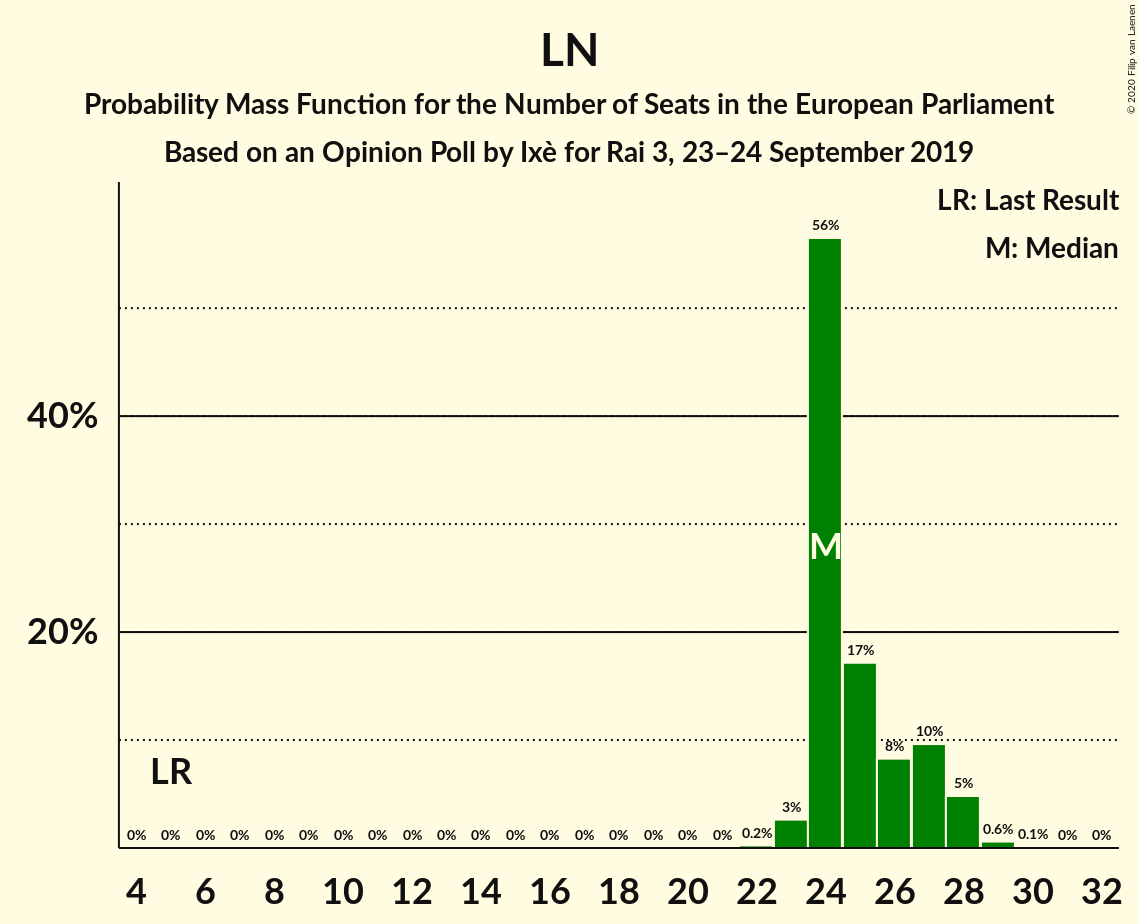 LN
Probability Mass Function for the Number of Seats in the European Parliament
Based on an Opinion Poll by Ixè for Rai 3, 23–24 September 2019
© 2020 Filip van Laenen
LR: Last Result
M: Median
56%
40%
M
20%
17%
10%
8%
LR
5%
3%
0% 0% 0% 0% 0% 0% 0% 0% 0% 0% 0% 0% 0% 0% 0% 0% 0% 0% 0.2% 0.6% 0.1% 0% 0%
4 6 8 10 12 14 16 18 20 22 24 26 28 30 32